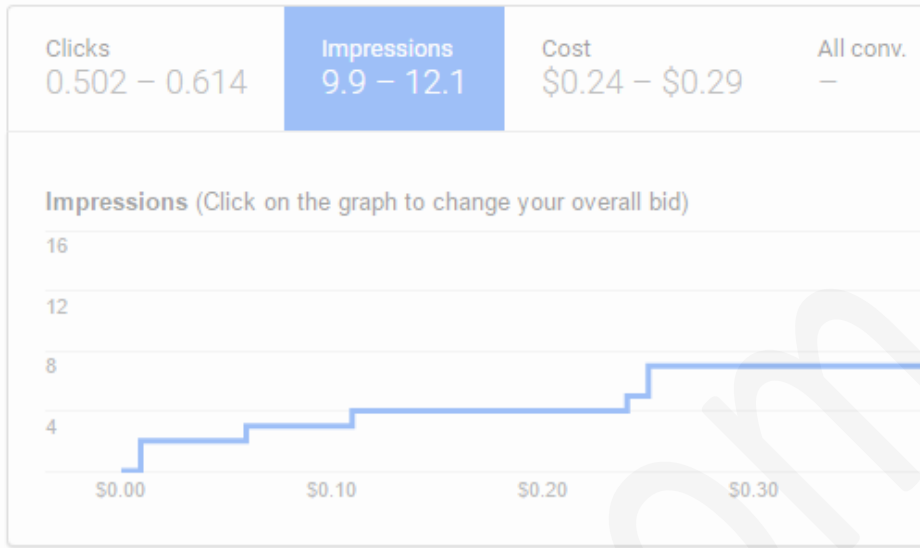 Clicks Impressions Cost All conv.
0.502 – 0.614 9.9 – 12.1 $0.24 – $0.29 –
Impressions (Click on the graph to change your overall bid)
16
12
8
4
$0.00 $0.10 $0.20 $0.30
om